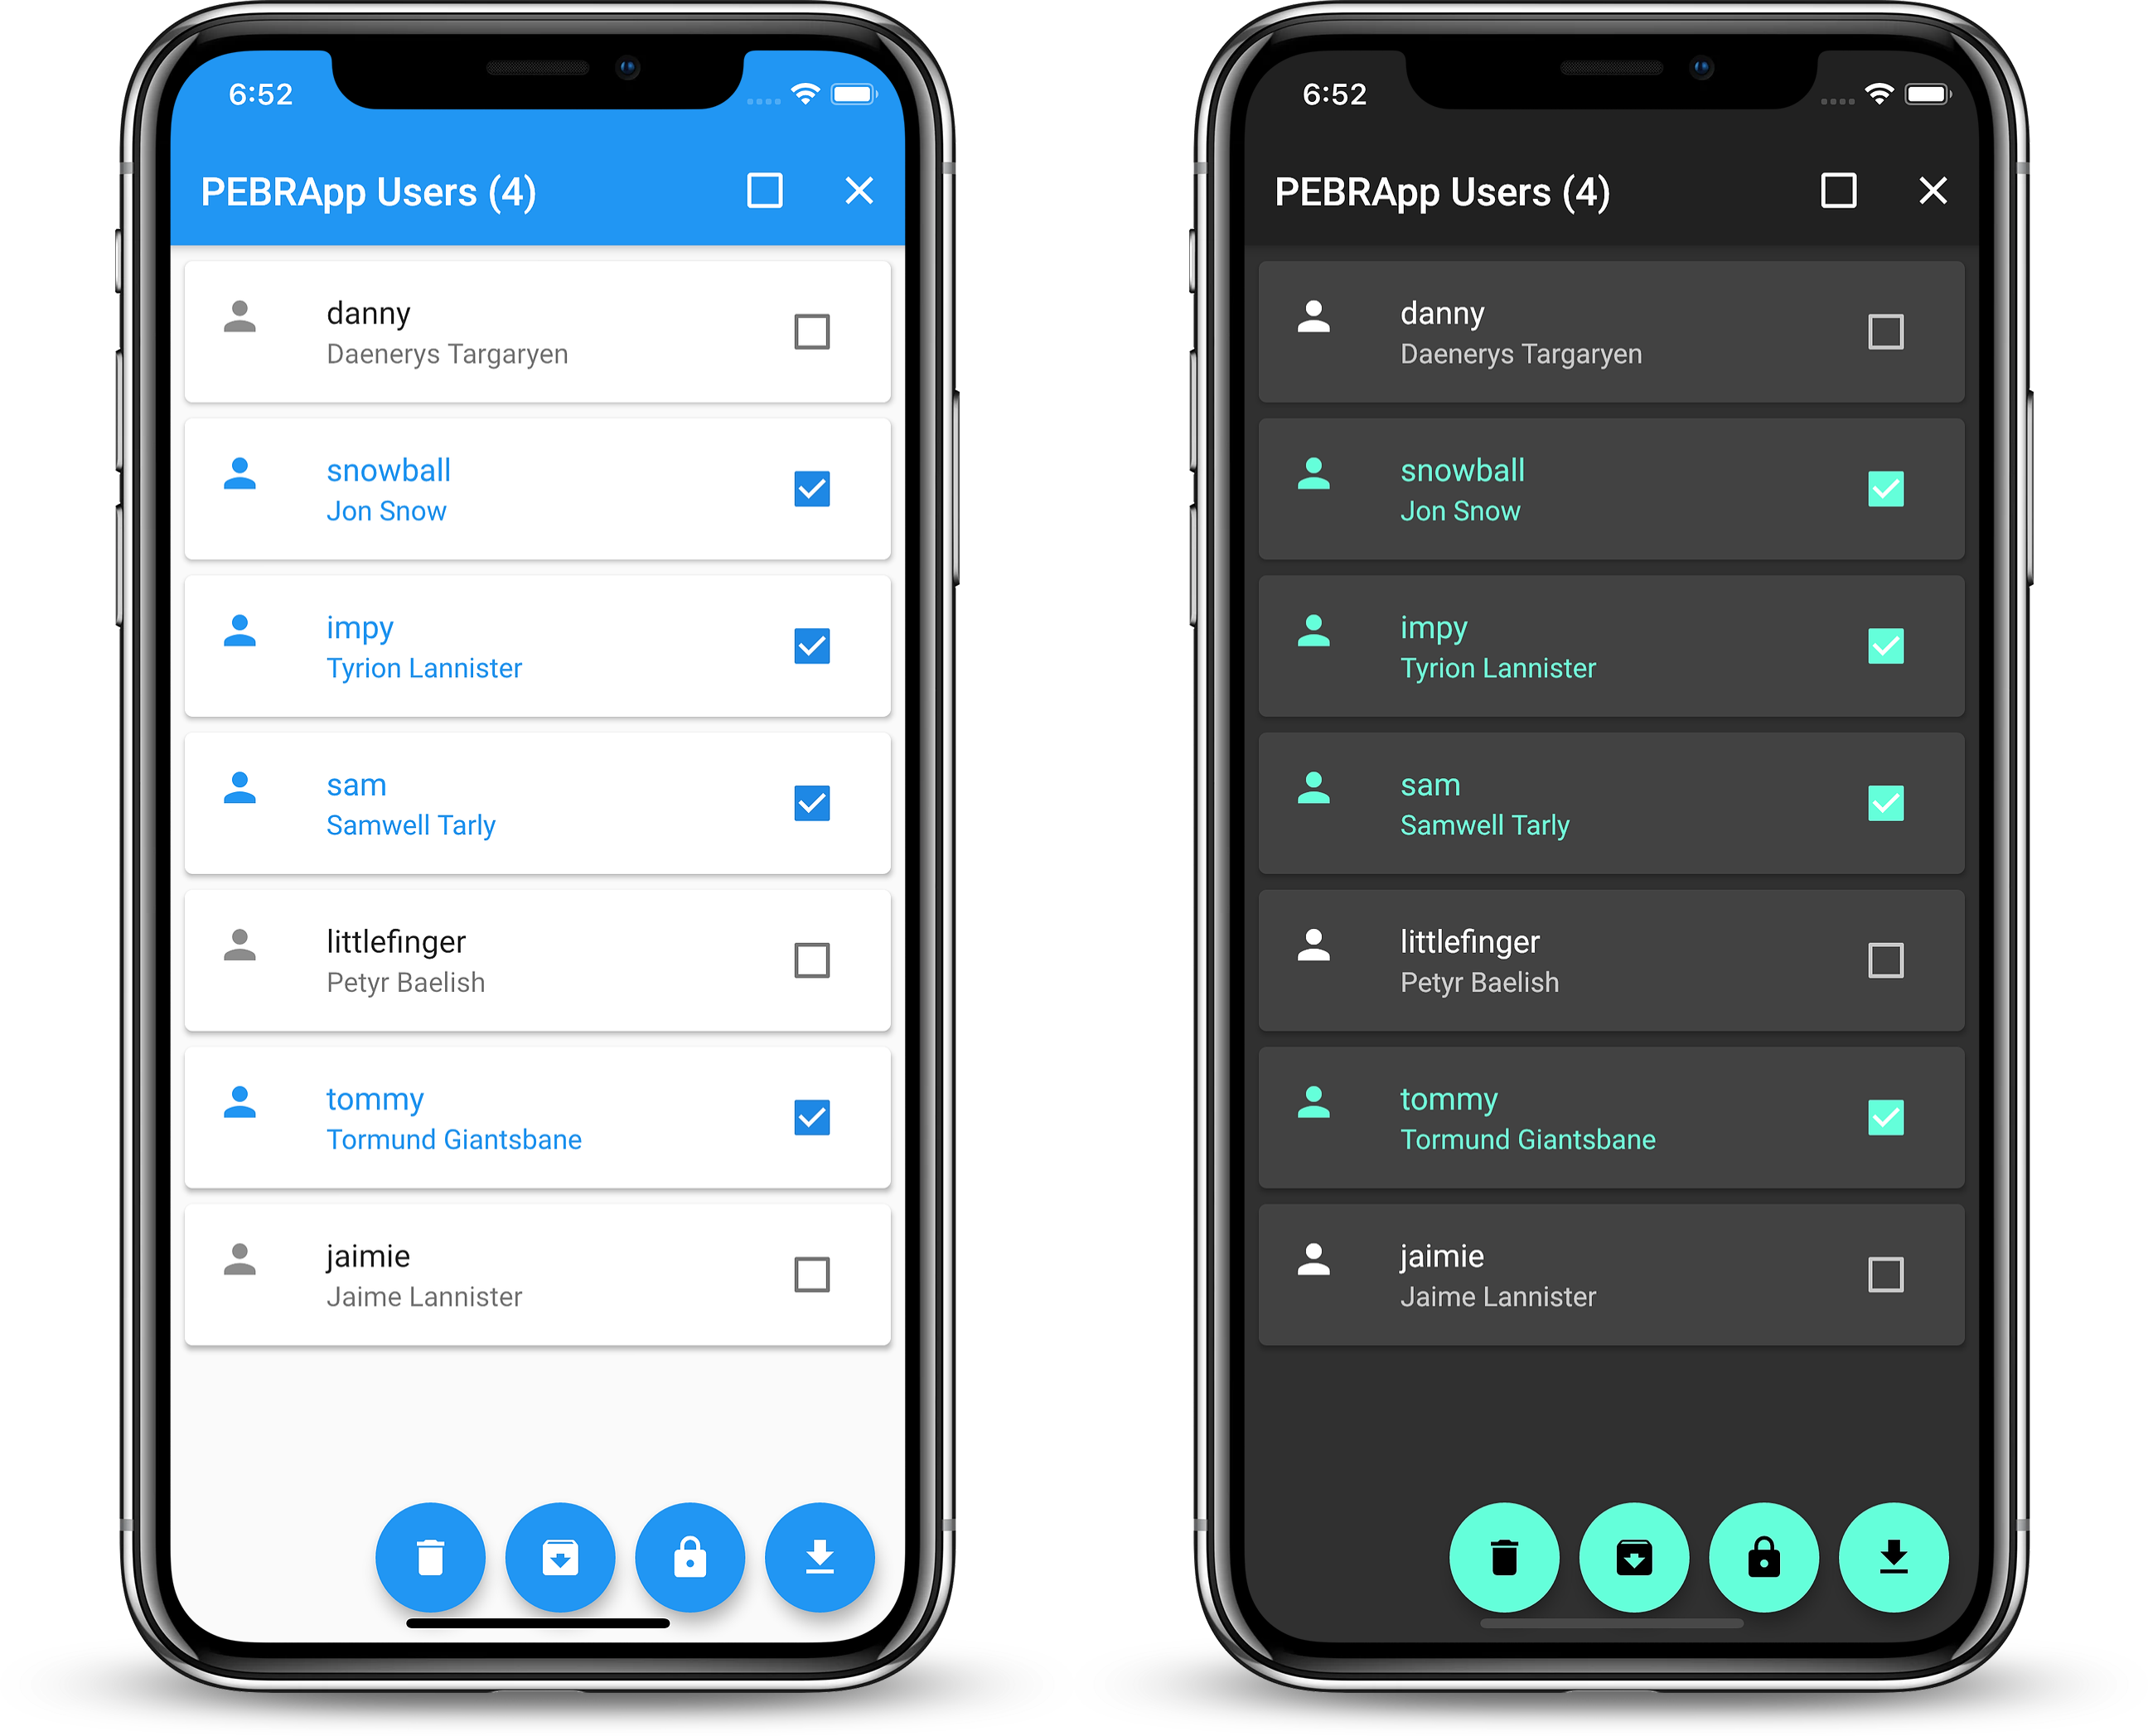 6:52
PEBRApp Users (4)
danny
Daenerys Targaryen
snowball
Jon Snow
impy
Tyrion Lannister
sam
Samwell Tarly
littlefinger
Petyr Baelish
tommy
Tormund Giantsbane
jaimie
Jaime Lannister
6:52
PEBRApp Users (4)
danny
Daenerys Targaryen
snowball
Jon Snow
impy
Tyrion Lannister
sam
Samwell Tarly
littlefinger
Petyr Baelish
tommy
Tormund Giantsbane
jaimie
Jaime Lannister